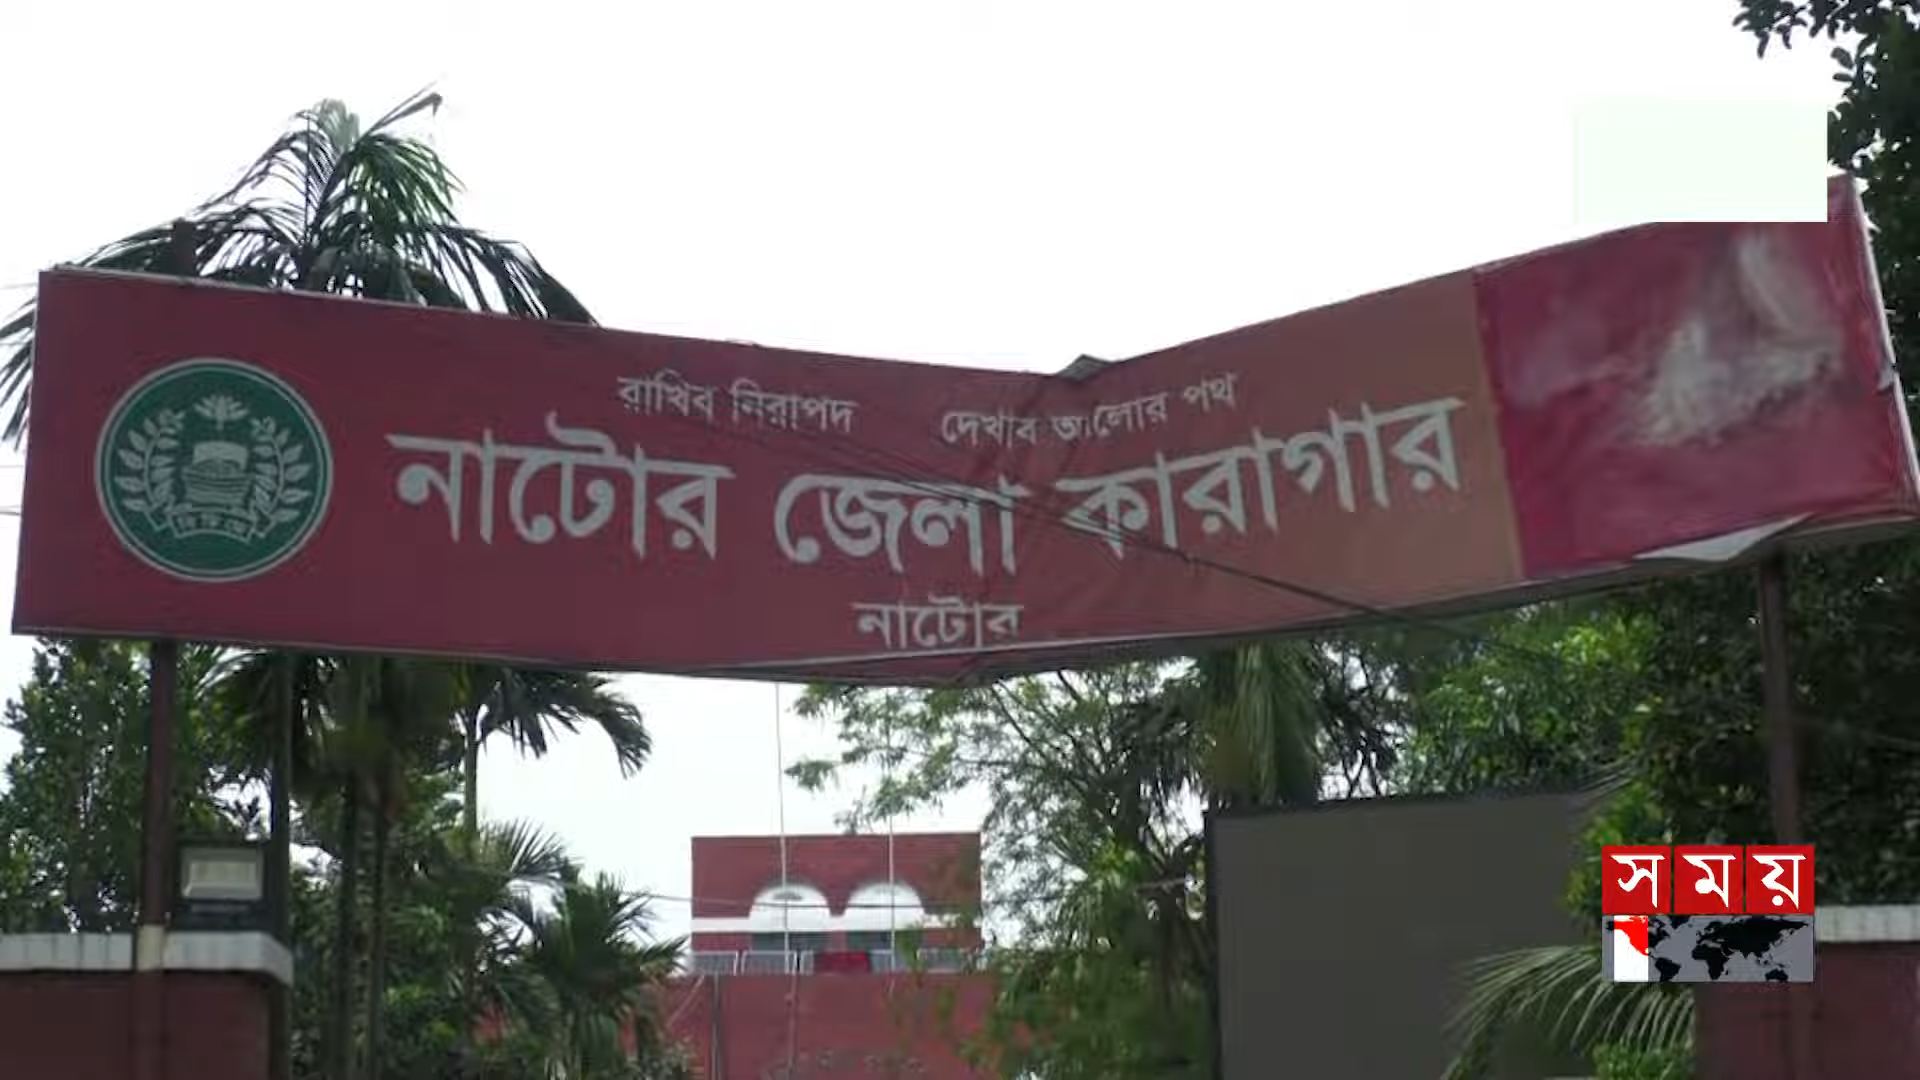 রাখিব নিরাপদ দেখাব আলোর পথ
নাটোর জেলা কারাগার
নাটোর
সময়